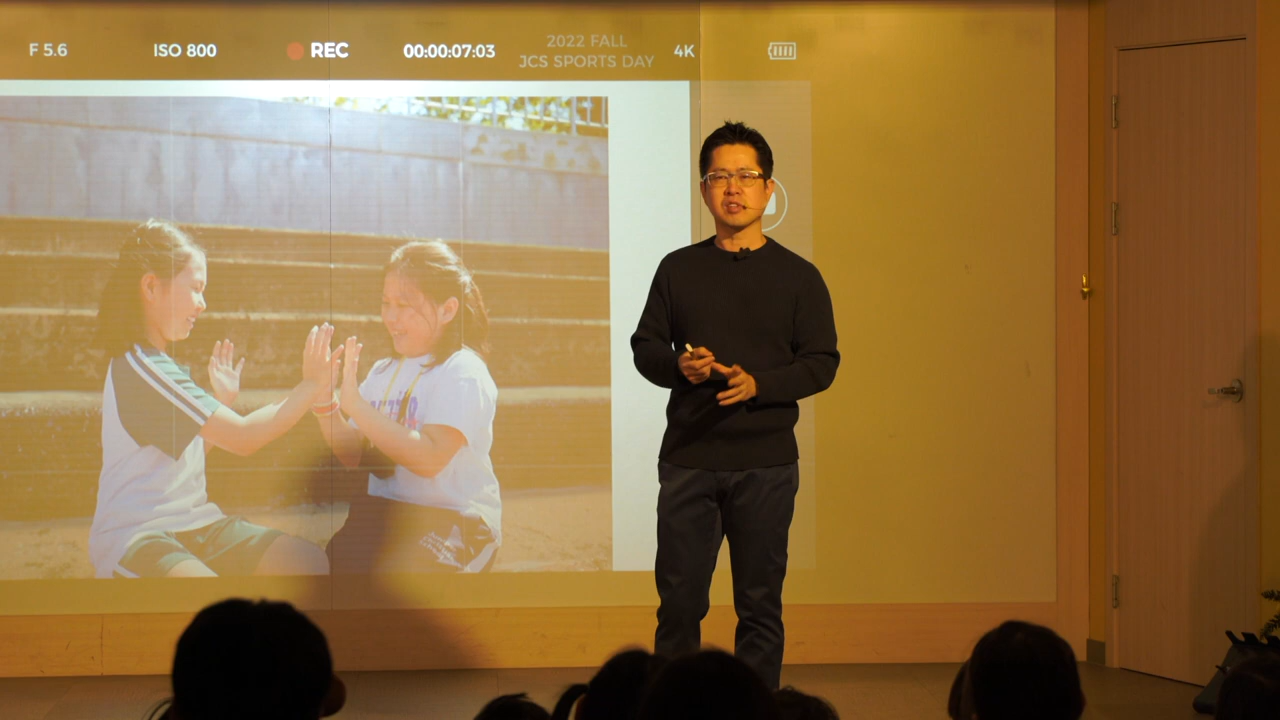 F 5.6
ISO 800
REC
00:00:07:03
2022 FALL
JCS SPORTS DAY
4K